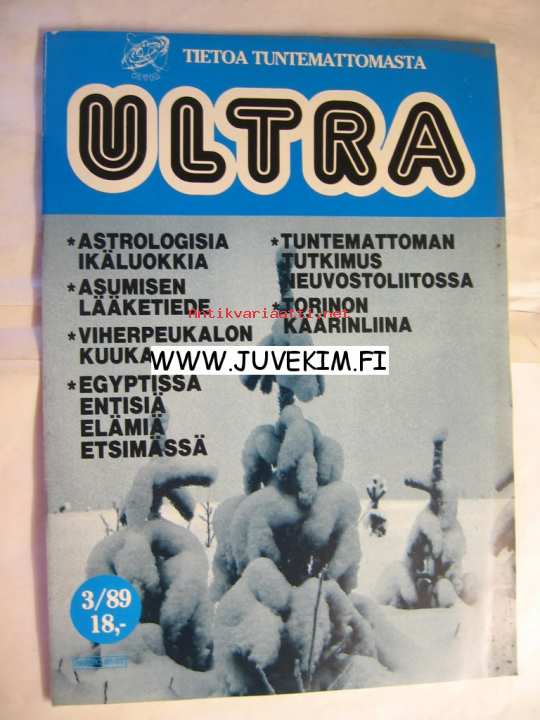 TIETOA TUNTEMATTOMASTA
ULTRA
*ASTROLOGISIA
IKÄLUOKKIA
*ASUMISEN
LÄÄKETIEDE
*VIHERPEUKALON
KUUKA
*EGYPTISSA
ENTISIÄ
ELÄMIÄ
ETSIMÄSSÄ
*TUNTEMATTOMAN
TUTKIMUS
NEUVOSTOLIITOSSA
*TORINON
KÄÄRINLIINA
Antikvariaatti.net
WWW.JUVEKIM.FI
3/89
18,-